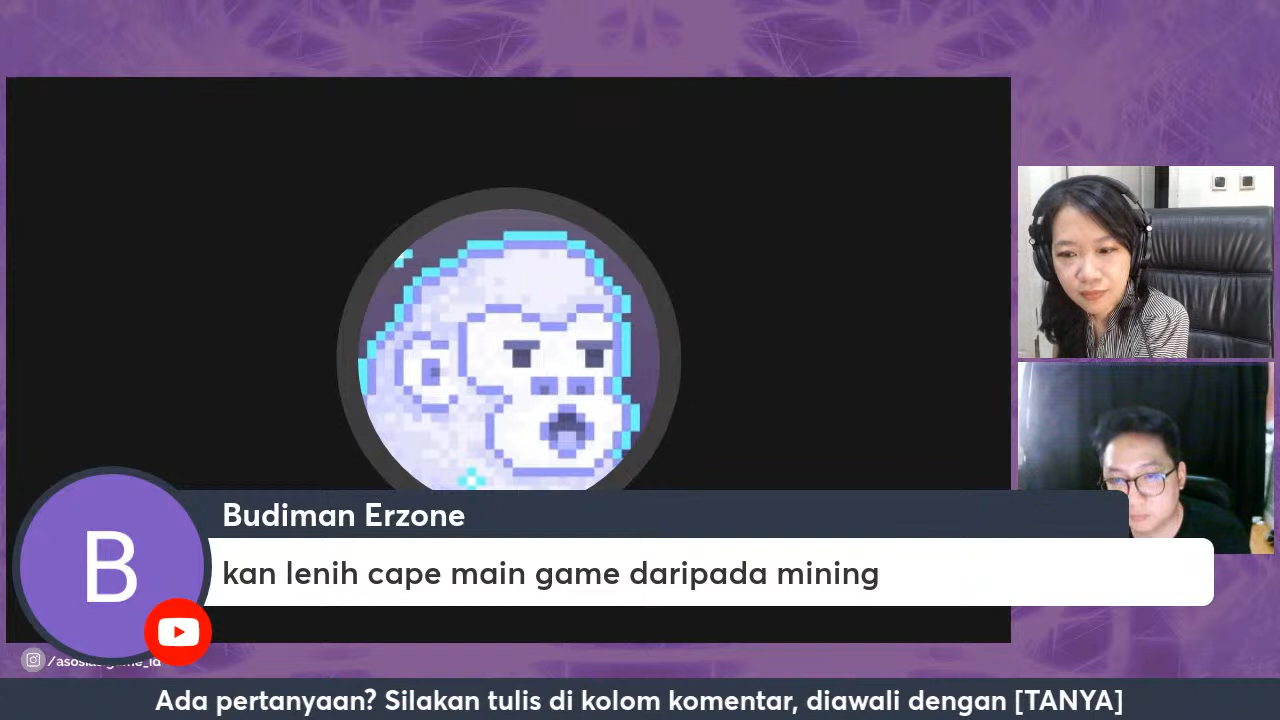 B
Budiman Erzone
kan lenih cape main game daripada mining
Ada pertanyaan? Silakan tulis di kolom komentar, diawali dengan [TANYA]